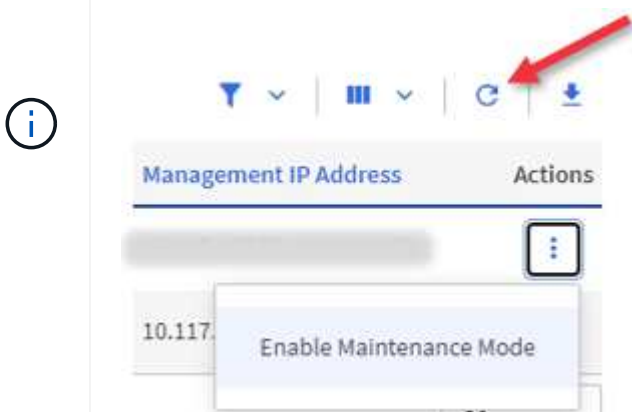 Management IP Address Actions
10.117.
Enable Maintenance Mode